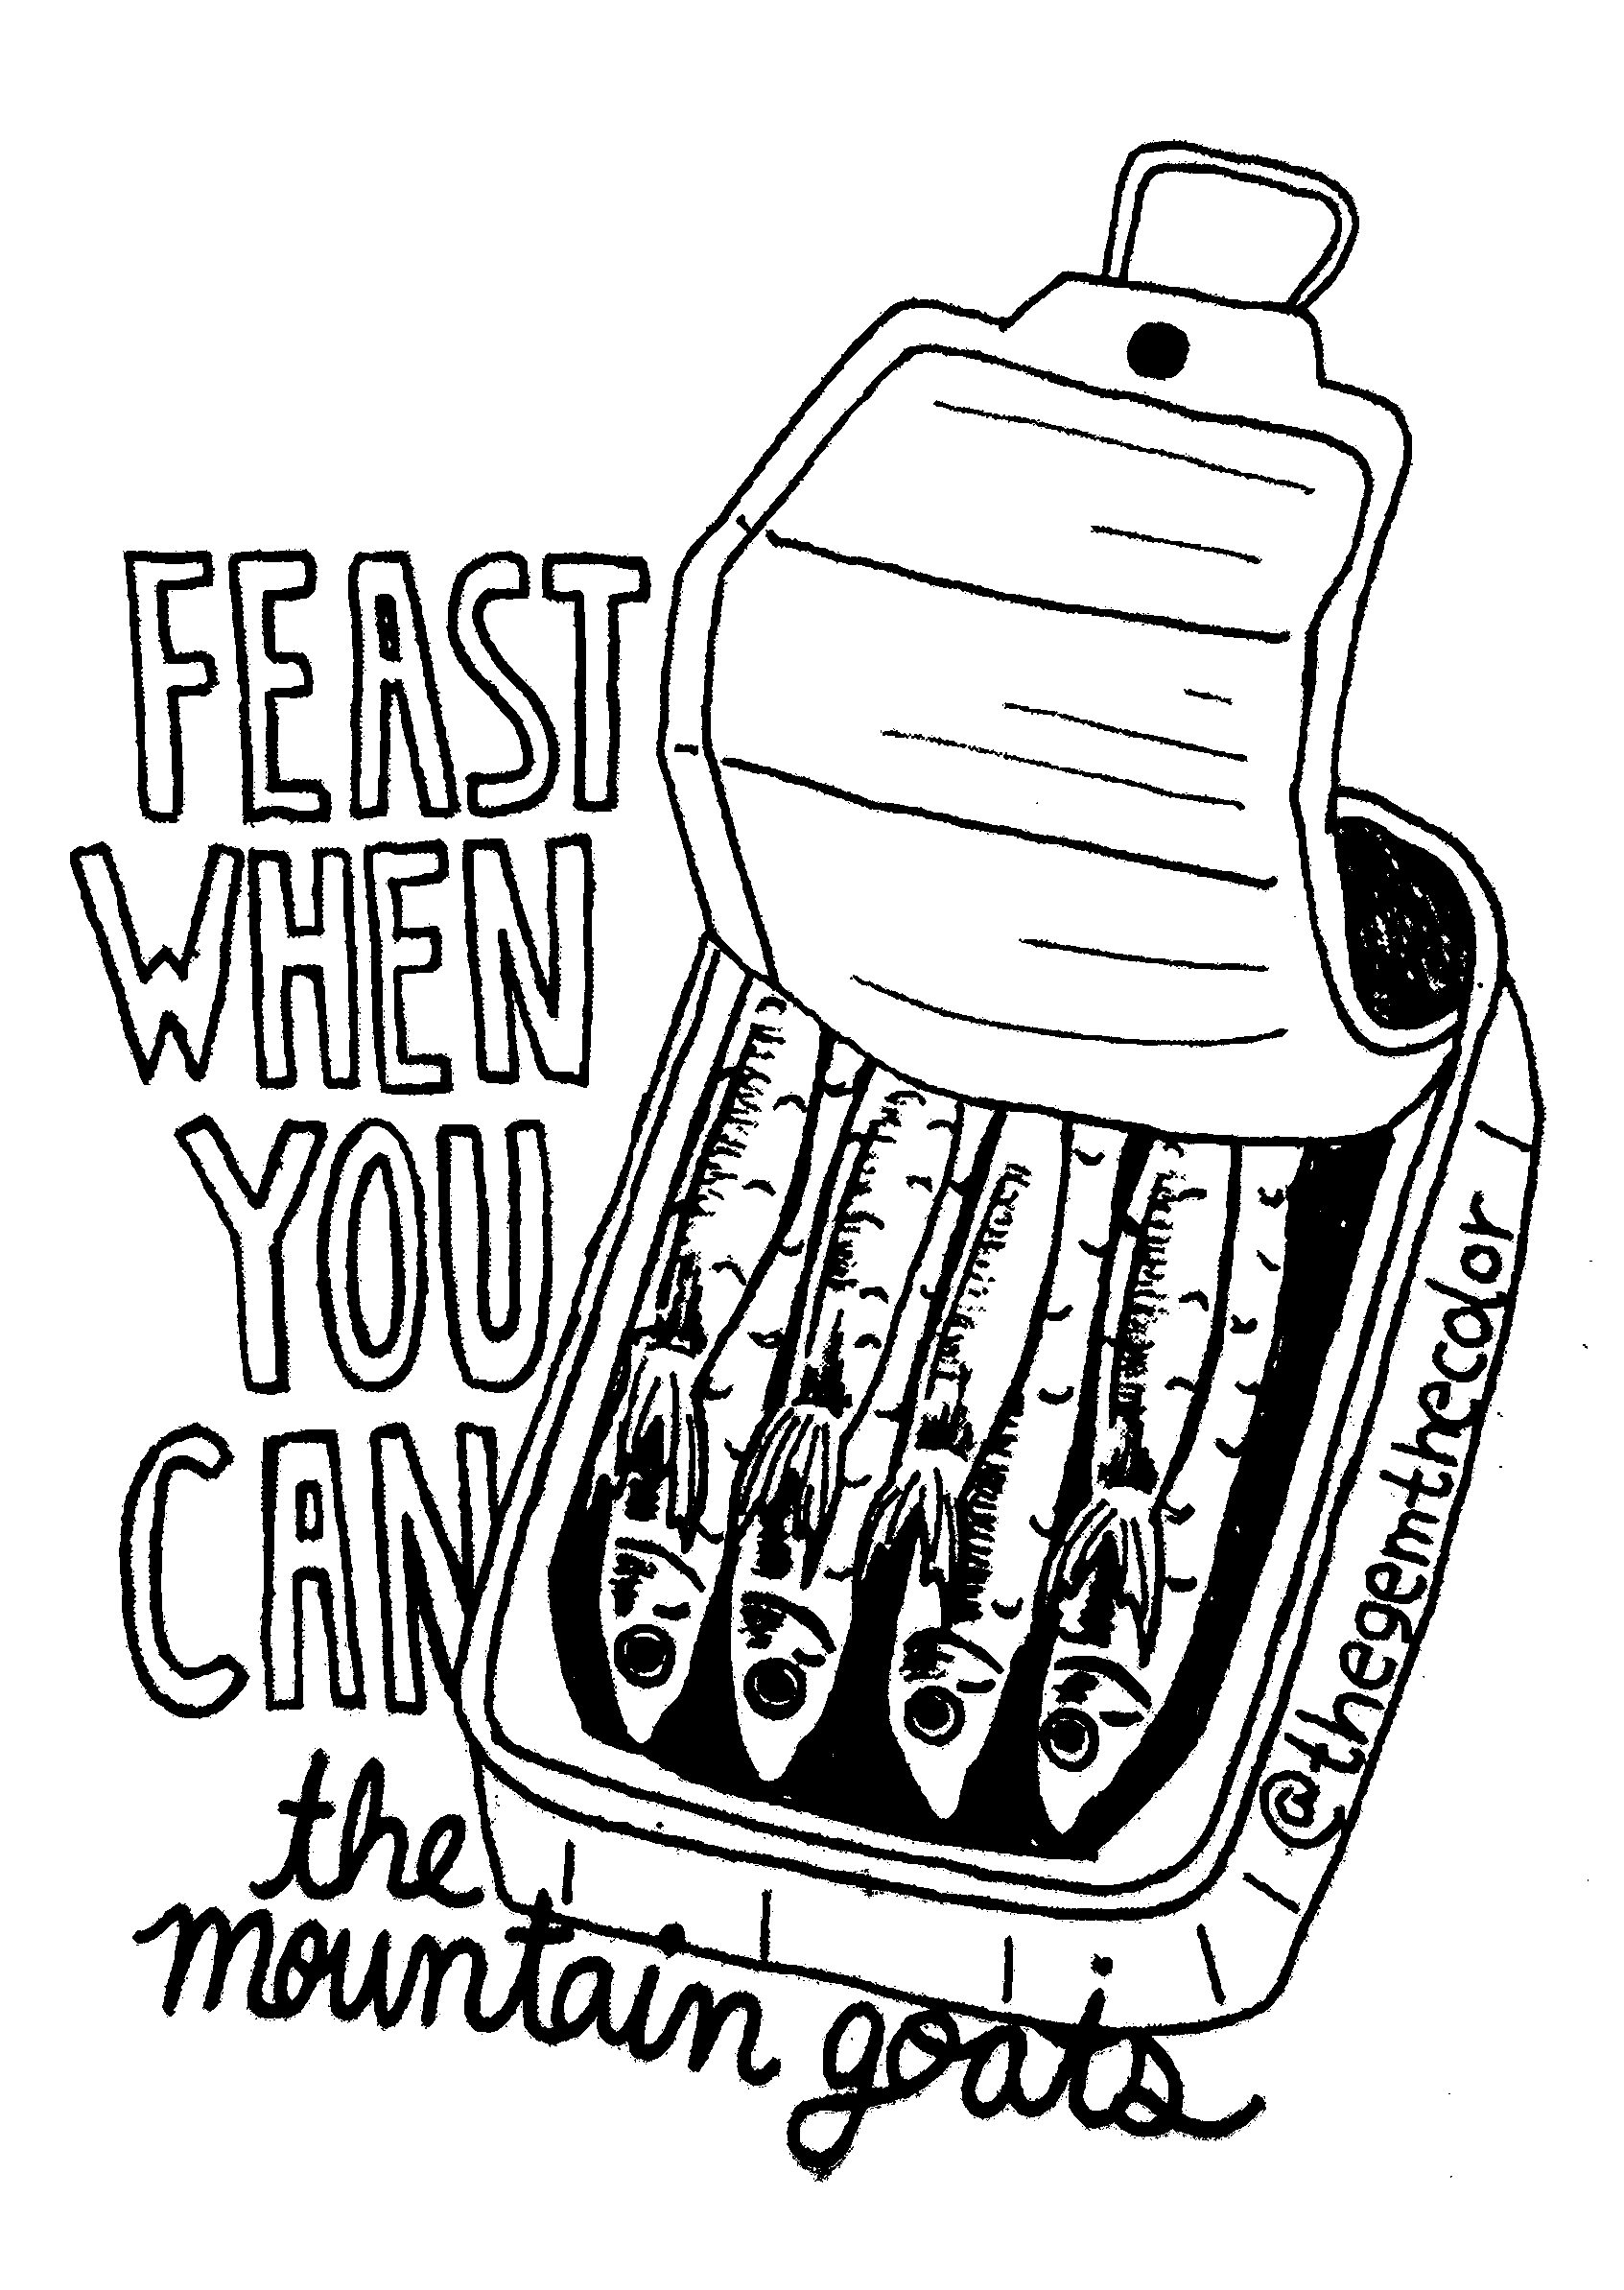 FEAST
WHEN
YOU
CAN
the
mountain goats
@thegemthecolor